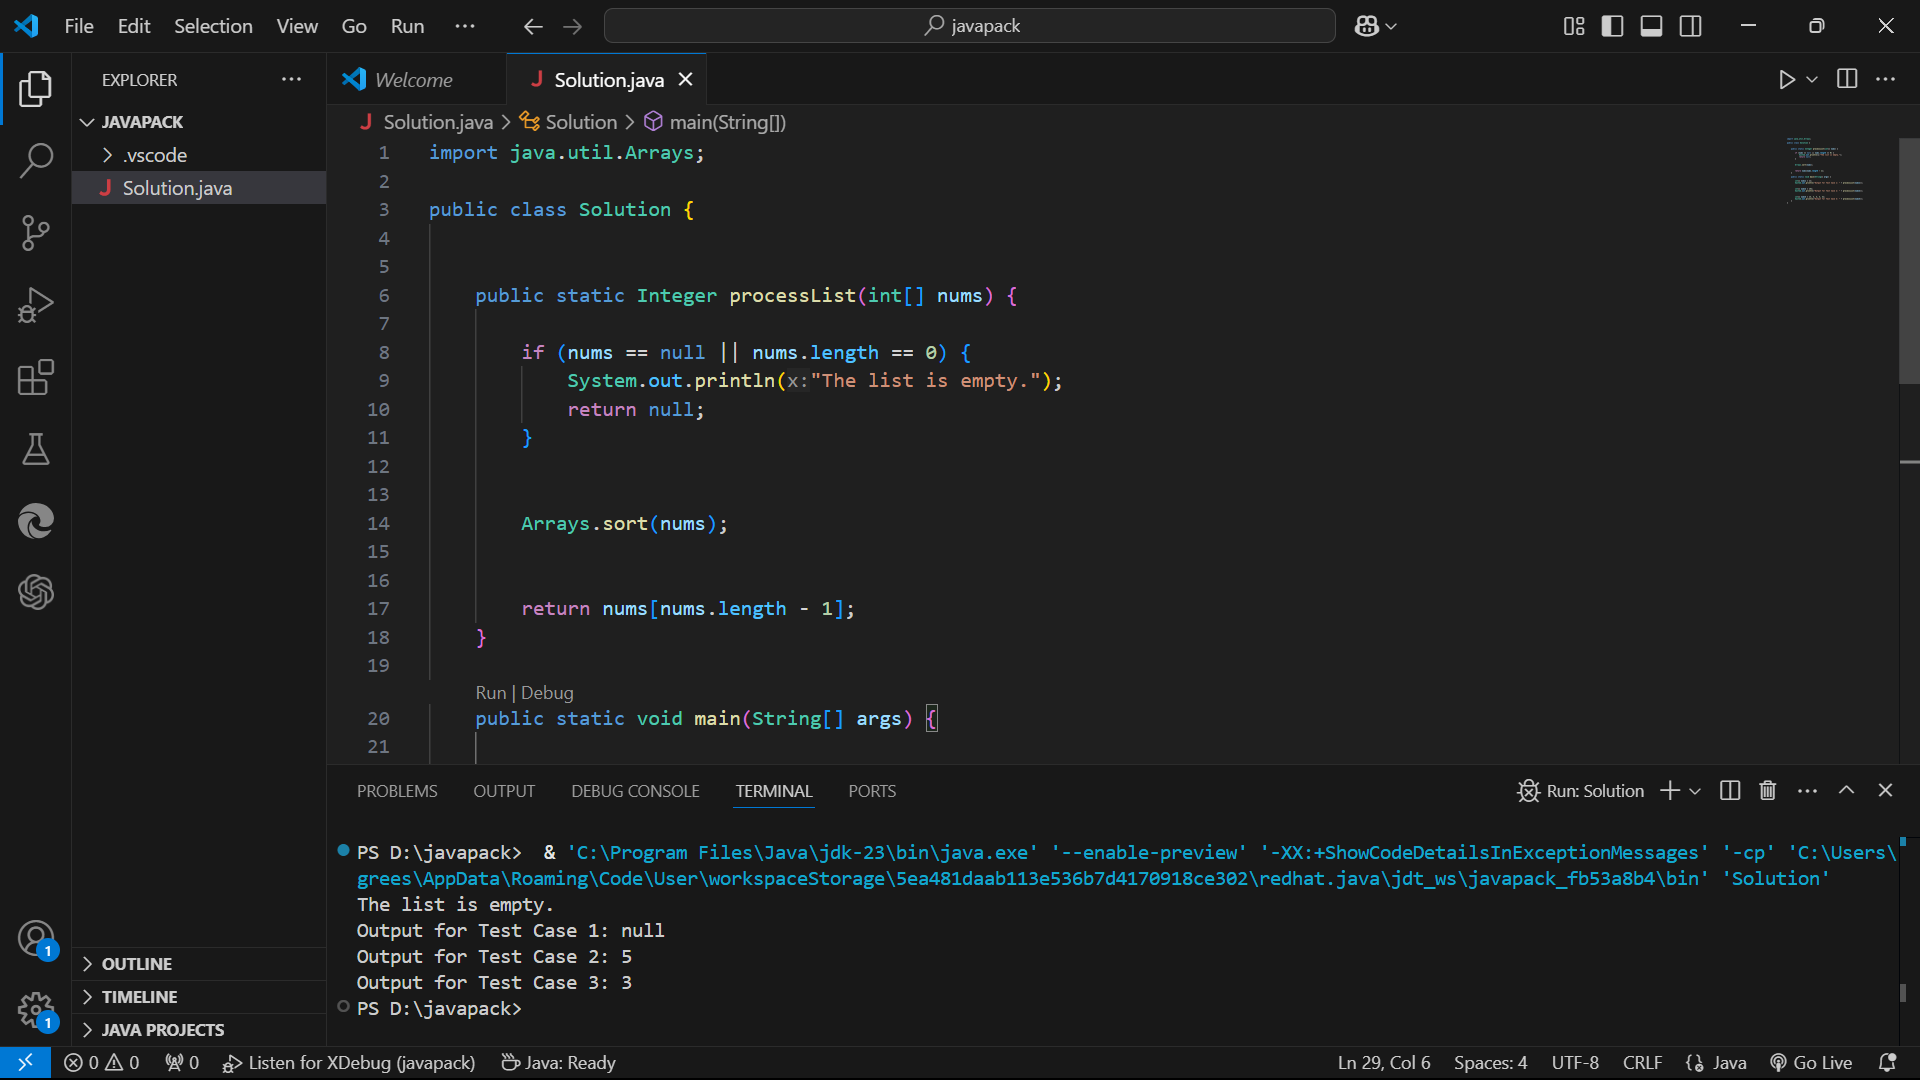 File Edit Selection View Go Run ... javapack
EXPLORER ...
JAVAPACK
.vscode
Solution.java
Welcome
Solution.java
Solution.java > Solution > main(String[])
1 import java.util.Arrays;
2
3 public class Solution {
4
5
6 public static Integer processList(int[] nums) {
7
8 if (nums == null || nums.length == 0) {
9 System.out.println(x:"The list is empty.");
10 return null;
11 }
12
13
14 Arrays.sort(nums);
15
16
17 return nums[nums.length - 1];
18 }
19
Run | Debug
20 public static void main(String[] args) {
21
PROBLEMS OUTPUT DEBUG CONSOLE TERMINAL PORTS
Run: Solution
PS D:\javapack> & 'C:\Program Files\Java\jdk-23\bin\java.exe' '--enable-preview' '-XX:+ShowCodeDetailsInExceptionMessages' '-cp' 'C:\Users\
grees\AppData\Roaming\Code\User\workspaceStorage\5ea481daab113e536b7d4170918ce302\redhat.java\jdt_ws\javapack_fb53a8b4\bin' 'Solution'
The list is empty.
Output for Test Case 1: null
Output for Test Case 2: 5
Output for Test Case 3: 3
PS D:\javapack>
1
1
OUTLINE
TIMELINE
JAVA PROJECTS
0 0 0 Listen for XDebug (javapack) Java: Ready
Ln 29, Col 6 Spaces: 4 UTF-8 CRLF Java Go Live